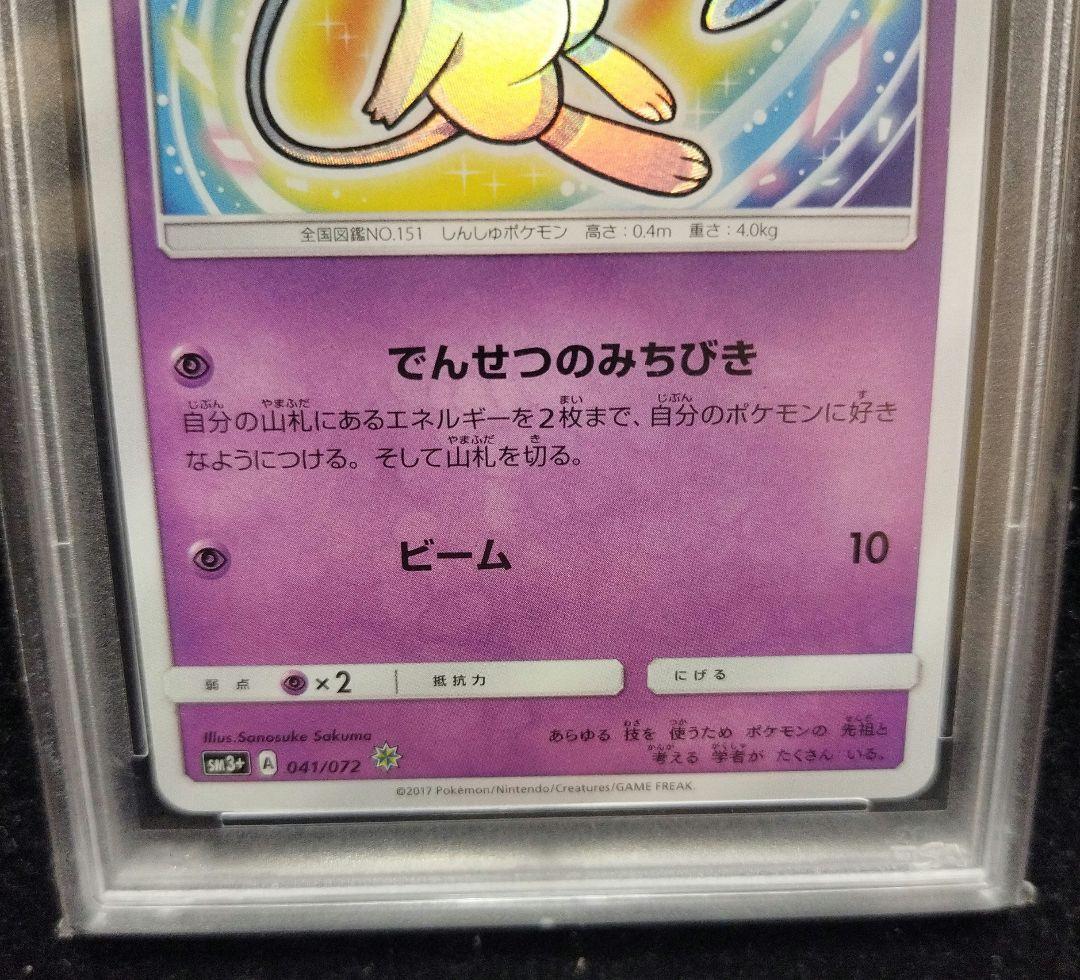 全国図鑑NO.151 しんしゅポケモン 高さ:0.4m 重さ:4.0kg
でんせつのみちびき
自分の山札にあるエネルギーを2枚まで、自分のポケモンに好き
なようにつける。そして山札を切る。
ビーム 10
弱点 ×2 抵抗力 にげる
Illus.Sanosuke Sakuma
SM3+ A 041/072
あらゆる 技を 使うため ポケモンの 先祖と
考える 学者が たくさん いる。
©2017 Pokémon/Nintendo/Creatures/GAME FREAK.